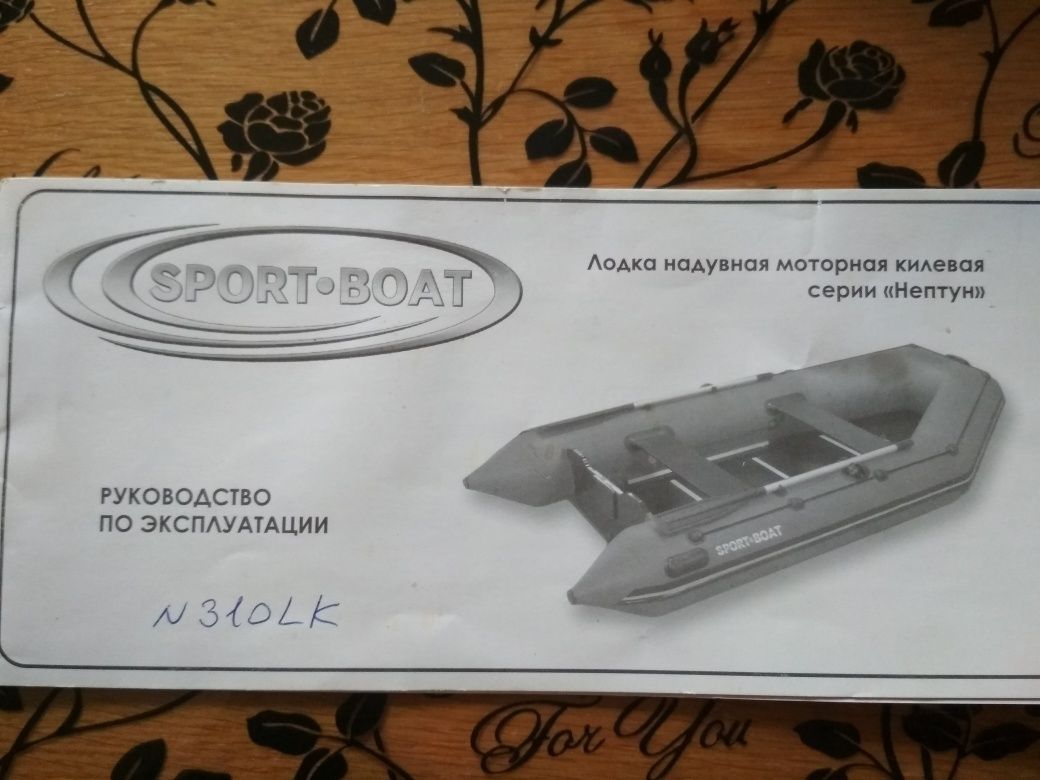 SPORT•BOAT
Лодка надувная моторная килевая
серии «Нептун»
РУКОВОДСТВО
ПО ЭКСПЛУАТАЦИИ
SPORT•BOAT
N310LK
For You